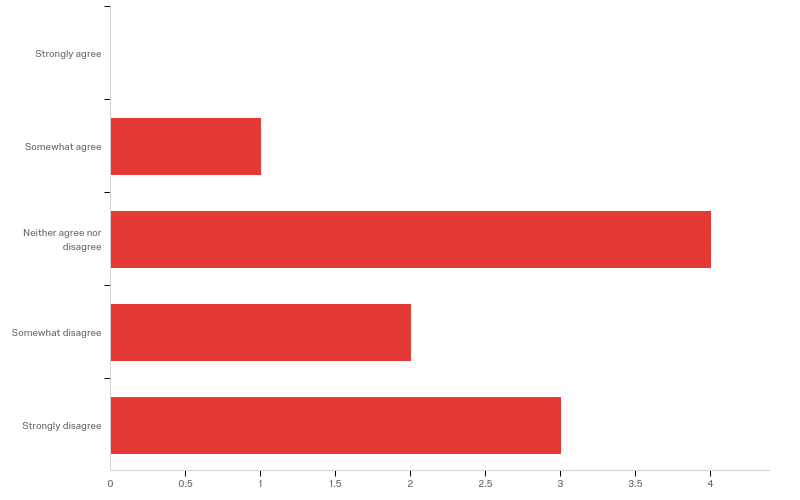 Strongly agree
Somewhat agree
Neither agree nor
disagree
Somewhat disagree
Strongly disagree
0 0.5 1 1.5 2 2.5 3 3.5 4